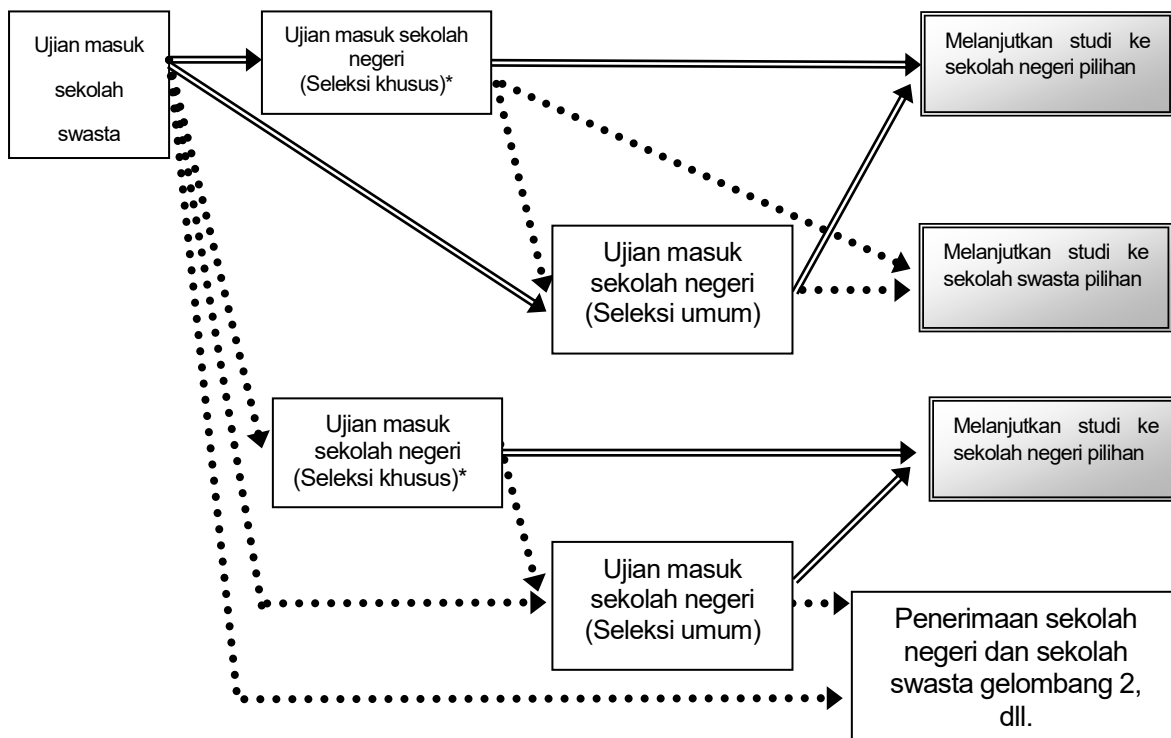 Ujian masuk
sekolah
swasta
Ujian masuk sekolah
negeri
(Seleksi khusus)*
Melanjutkan studi ke
sekolah negeri pilihan
Ujian masuk
sekolah negeri
(Seleksi umum)
Melanjutkan studi ke
sekolah swasta pilihan
Ujian masuk
sekolah negeri
(Seleksi khusus)*
Melanjutkan studi ke
sekolah negeri pilihan
Ujian masuk
sekolah negeri
(Seleksi umum)
Penerimaan sekolah
negeri dan sekolah
swasta gelombang 2,
dll.